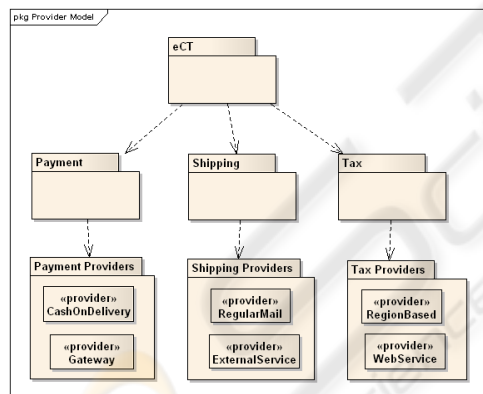 pkg Provider Model
eCT
Payment
Shipping
Tax
Payment Providers
«provider»
CashOnDelivery
«provider»
Gateway
Shipping Providers
«provider»
RegularMail
«provider»
ExternalService
Tax Providers
«provider»
RegionBased
«provider»
WebService